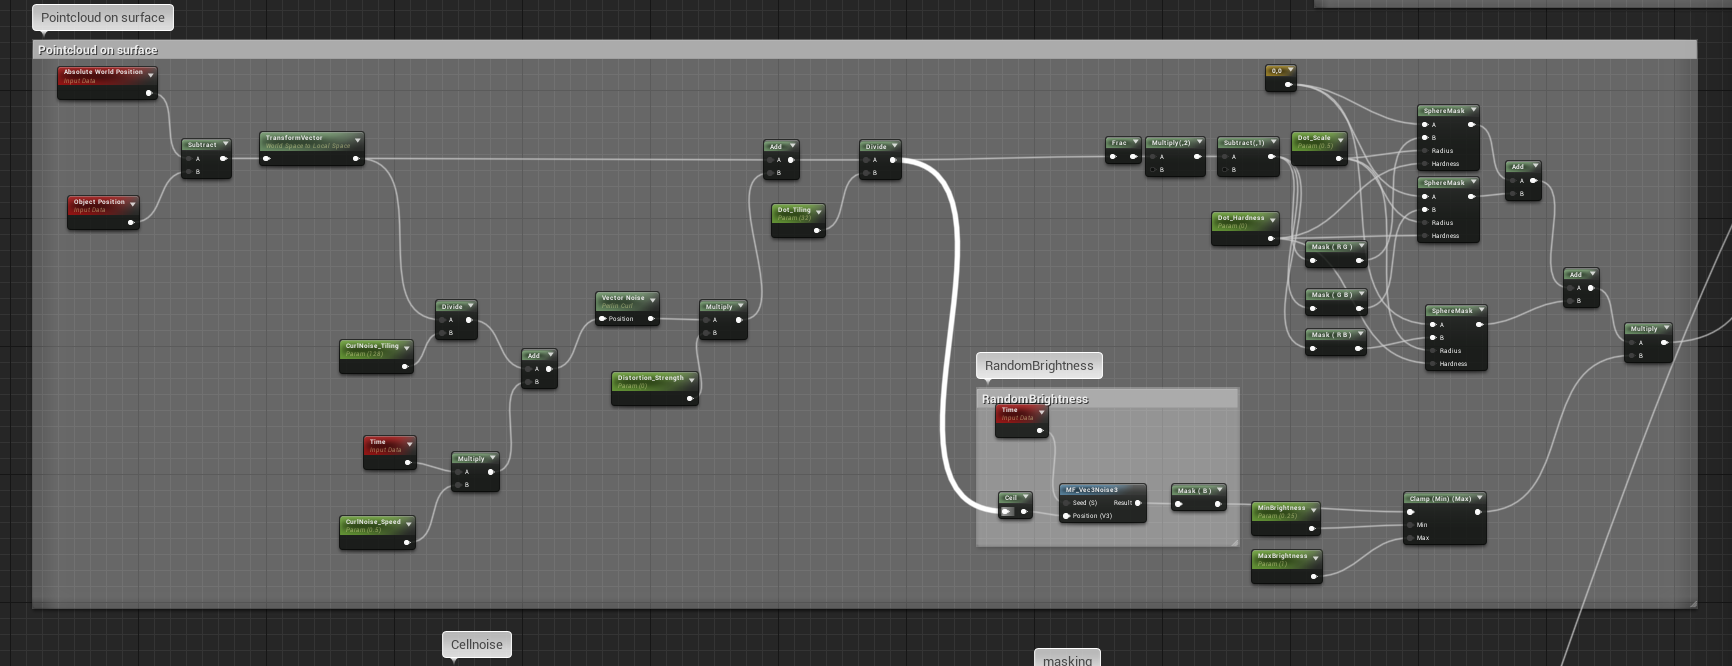 Pointcloud on surface
Pointcloud on surface
Absolute World Position
Input Data
Subtract
A
B
Object Position
Input Data
TransformVector
World Space to Local Space
Divide
A
B
CurlNoise_Tiling
Param (128)
Time
Input Data
Multiply
A
B
CurlNoise_Speed
Param (0.5)
Add
A
B
Vector Noise
Perlin Curl
Position
Distortion_Strength
Param (0)
Multiply
A
B
Add
A
B
Dot_Tiling
Param (22)
Divide
A
B
RandomBrightness
RandomBrightness
Time
Input Data
Ceil
MF_Vec3Noise3
Seed (S) Result
Position (V3)
Mask ( B )
Frac
Multiply(,2)
A
B
Subtract(,1)
A
B
0,0
Dot_Scale
Param (0.5)
Dot_Hardness
Param (0)
Mask ( R G )
Mask ( G B )
Mask ( R B )
SphereMask
A
B
Radius
Hardness
SphereMask
A
B
Radius
Hardness
SphereMask
A
B
Radius
Hardness
Add
A
B
Add
A
B
Multiply
A
B
MinBrightness
Param (0.25)
MaxBrightness
Param (1)
Clamp (Min) (Max)
Min
Max
Cellnoise
masking